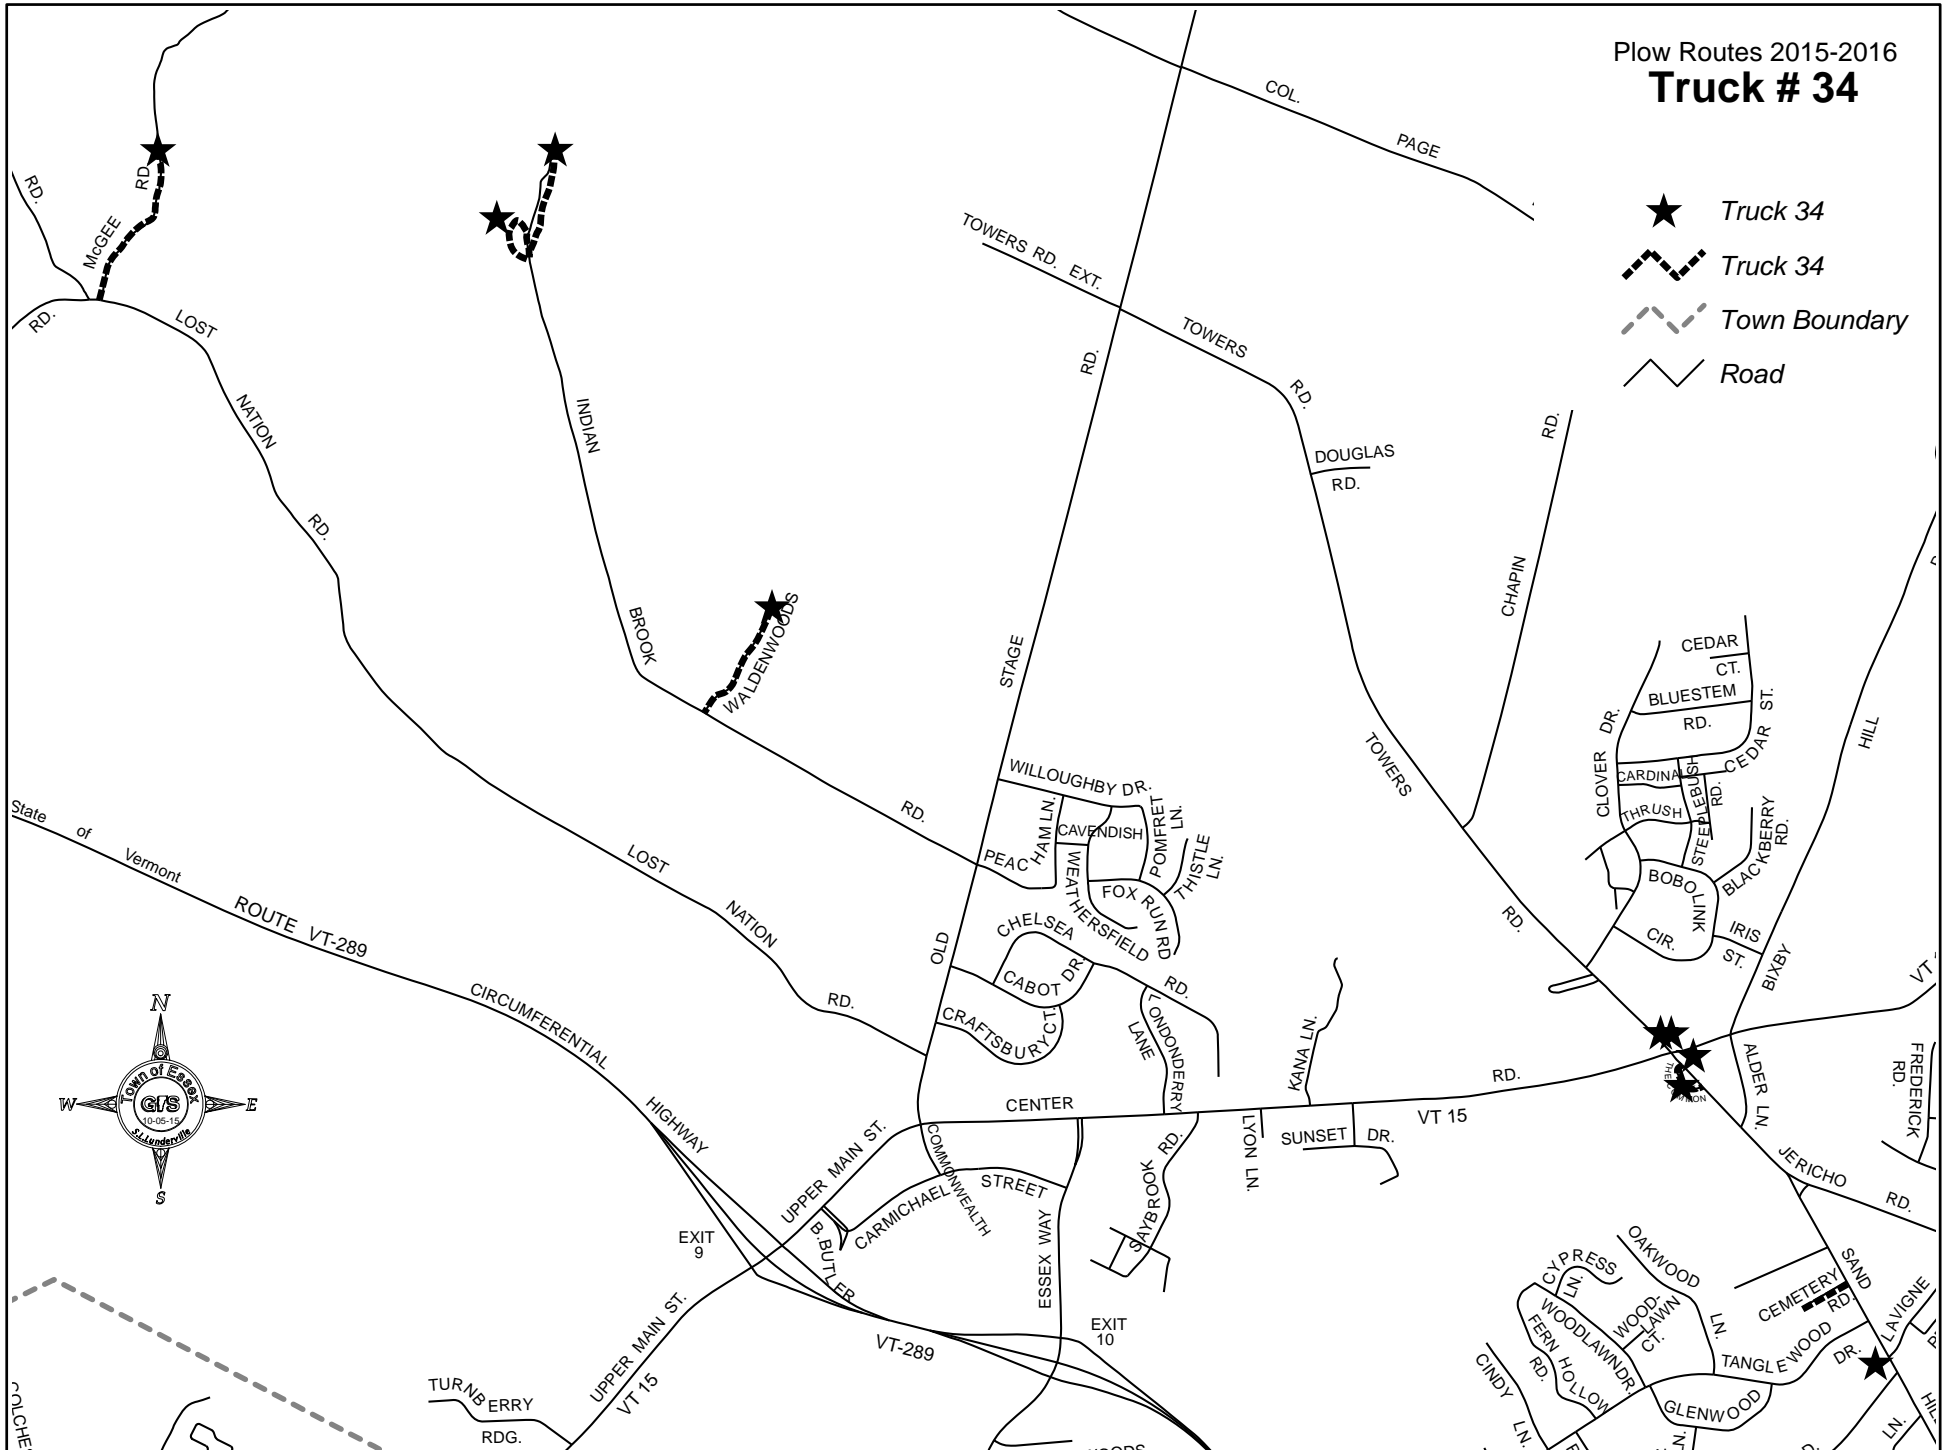 Plow Routes 2015-2016
Truck # 34
Truck 34
Truck 34
Town Boundary
Road
COL. PAGE
RD.
McGEE RD.
RD.
LOST NATION RD.
INDIAN BROOK RD.
WALDENWOODS
TOWERS RD. EXT.
TOWERS RD.
DOUGLAS
RD.
CHAPIN RD.
OLD STAGE RD.
TOWERS RD.
CEDAR
CT.
BLUESTEM
RD.
CEDAR ST.
CLOVER DR.
CARDINAL
STEEPLEBUSH
RD.
THRUSH
BLACKBERRY
RD.
BOBOLINK
CIR.
IRIS
ST.
BIXBY HILL
WILLOUGHBY DR.
PEAC HAM LN.
CAVENDISH
POMFRET
LN.
THISTLE
LN.
WEATHERSFIELD
FOX RUN RD
CHELSEA
CABOT DR.
RD.
CRAFTSBURY CT.
LONDONDERRY
LANE
KANA LN.
LOST NATION RD.
State of Vermont
ROUTE VT-289
CIRCUMFERENTIAL HIGHWAY
N
W
E
S
Town of Essex
GIS
10-05-15
S.L.Lunderville
CENTER RD.
VT 15
VT
ALDER LN.
FREDERICK
RD.
JERICHO RD.
UPPER MAIN ST.
COMMONWEALTH
CARMICHAEL STREET
B.BUTLER
ESSEX WAY
SAYBROOK RD.
LYON LN.
SUNSET DR.
EXIT
9
EXIT
10
VT-289
UPPER MAIN ST.
VT 15
TURNBERRY
RDG.
CYPRESS
LN.
OAKWOOD LN.
WOOD-
LAWN
CT.
WOODLAWN DR.
FERN HOLLOW
RD.
CINDY LN.
CEMETERY
RD.
SAND
LAVIGNE
TANGLEWOOD DR.
GLENWOOD
LN.